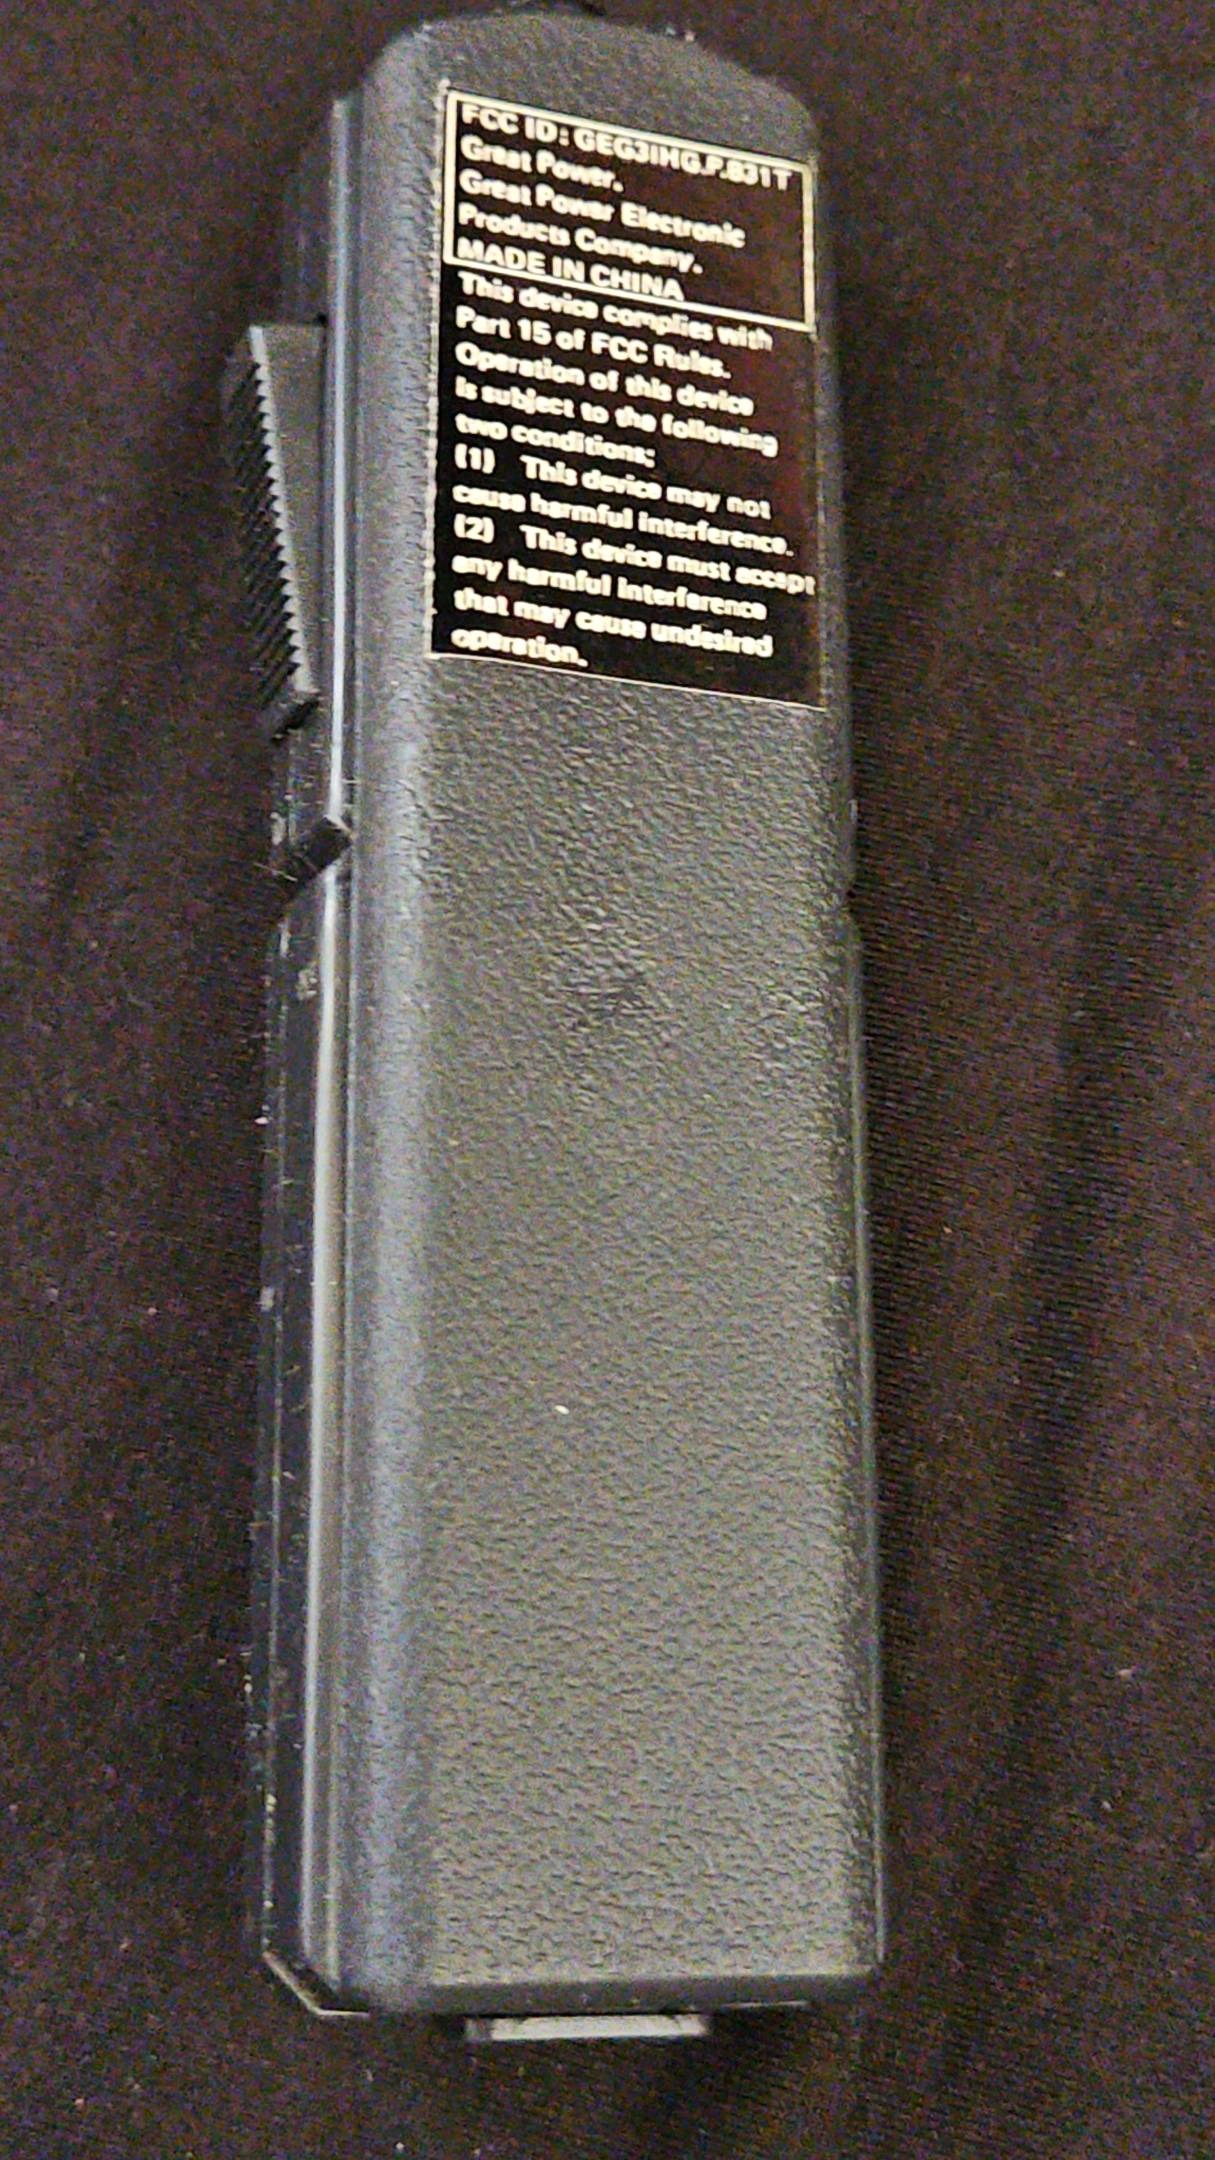 FCC ID: GEG3IHG.P.831T
Great Power.
Great Power Electronic
Products Company.
MADE IN CHINA
This device complies with
Part 15 of FCC Rules.
Operation of this device
is subject to the following
two conditions;
(1) This device may not
cause harmful interference.
(2) This device must accept
any harmful interference
that may cause undesired
operation.